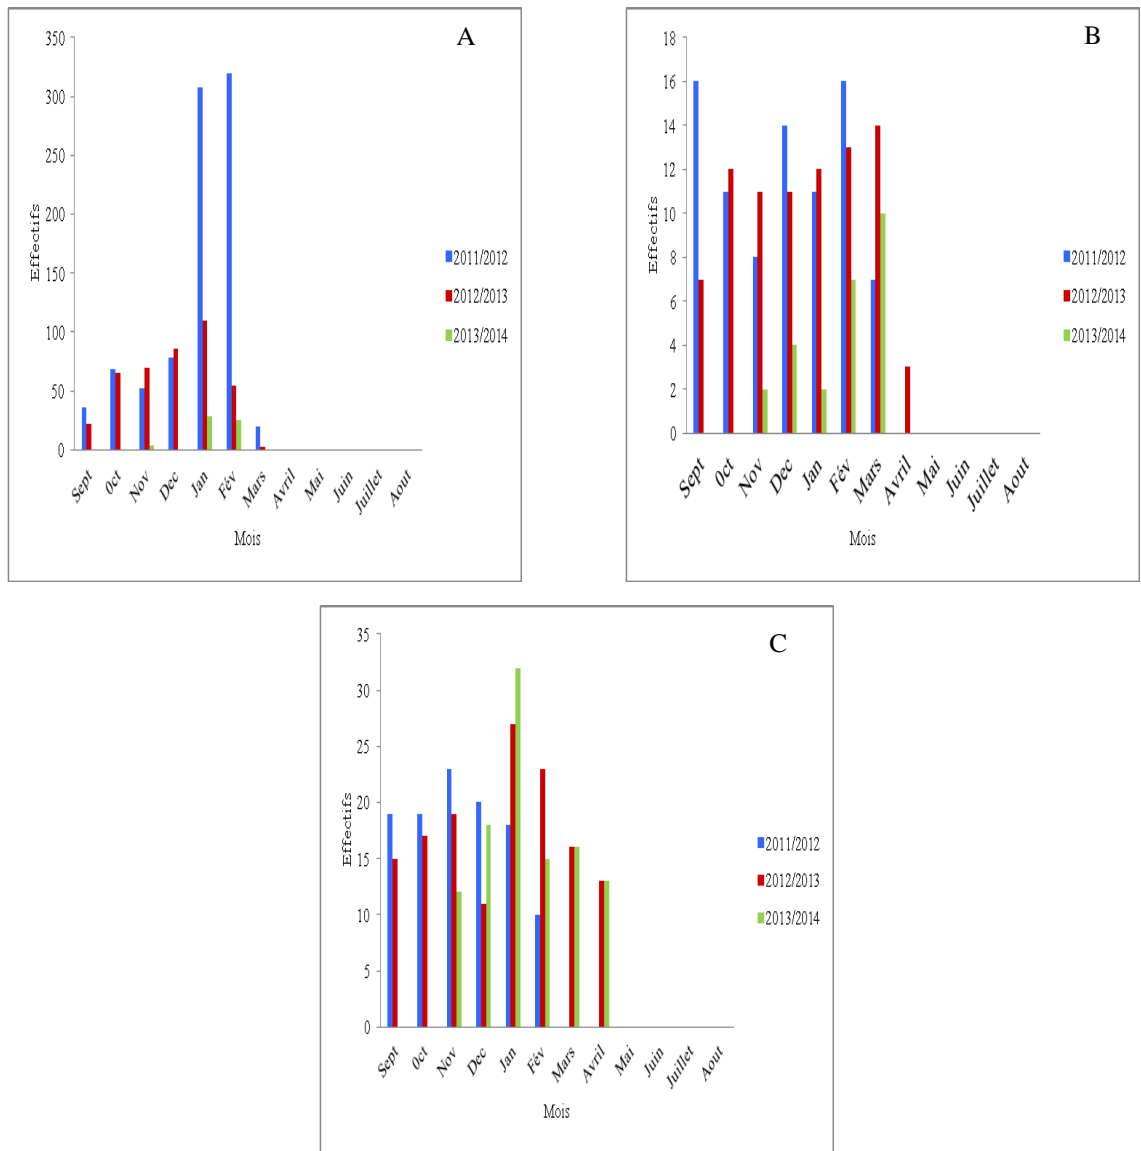 A
350
300
250
200
150
100
50
0
Effectifs
Sept 0ct Nov Dec Jan Fév Mars Avril Mai Juin Juillet Aout
Mois
2011/2012
2012/2013
2013/2014
B
18
16
14
12
10
8
6
4
2
0
Effectifs
Sept 0ct Nov Dec Jan Fév Mars Avril Mai Juin Juillet Aout
Mois
2011/2012
2012/2013
2013/2014
C
35
30
25
20
15
10
5
0
Effectifs
Sept 0ct Nov Dec Jan Fév Mars Avril Mai Juin Juillet Aout
Mois
2011/2012
2012/2013
2013/2014